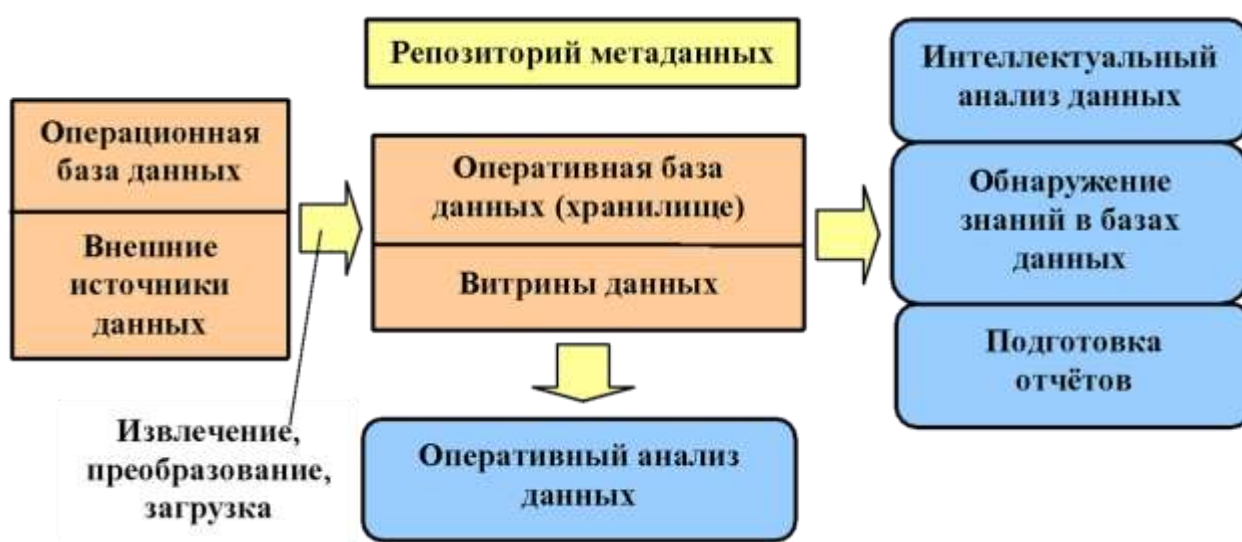 Репозиторий метаданных
Операционная
база данных
Внешние
источники
данных
Извлечение,
преобразование,
загрузка
Оперативная база
данных (хранилище)
Витрины данных
Оперативный анализ
данных
Интеллектуальный
анализ данных
Обнаружение
знаний в базах
данных
Подготовка
отчётов